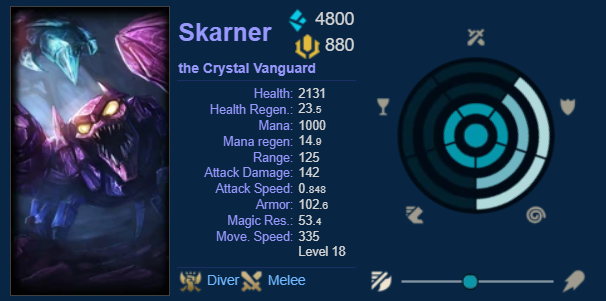 Skarner 4800
880
the Crystal Vanguard
Health: 2131
Health Regen.: 23.5
Mana: 1000
Mana regen: 14.9
Range: 125
Attack Damage: 142
Attack Speed: 0.848
Armor: 102.6
Magic Res.: 53.4
Move. Speed: 335
Level 18
Diver Melee